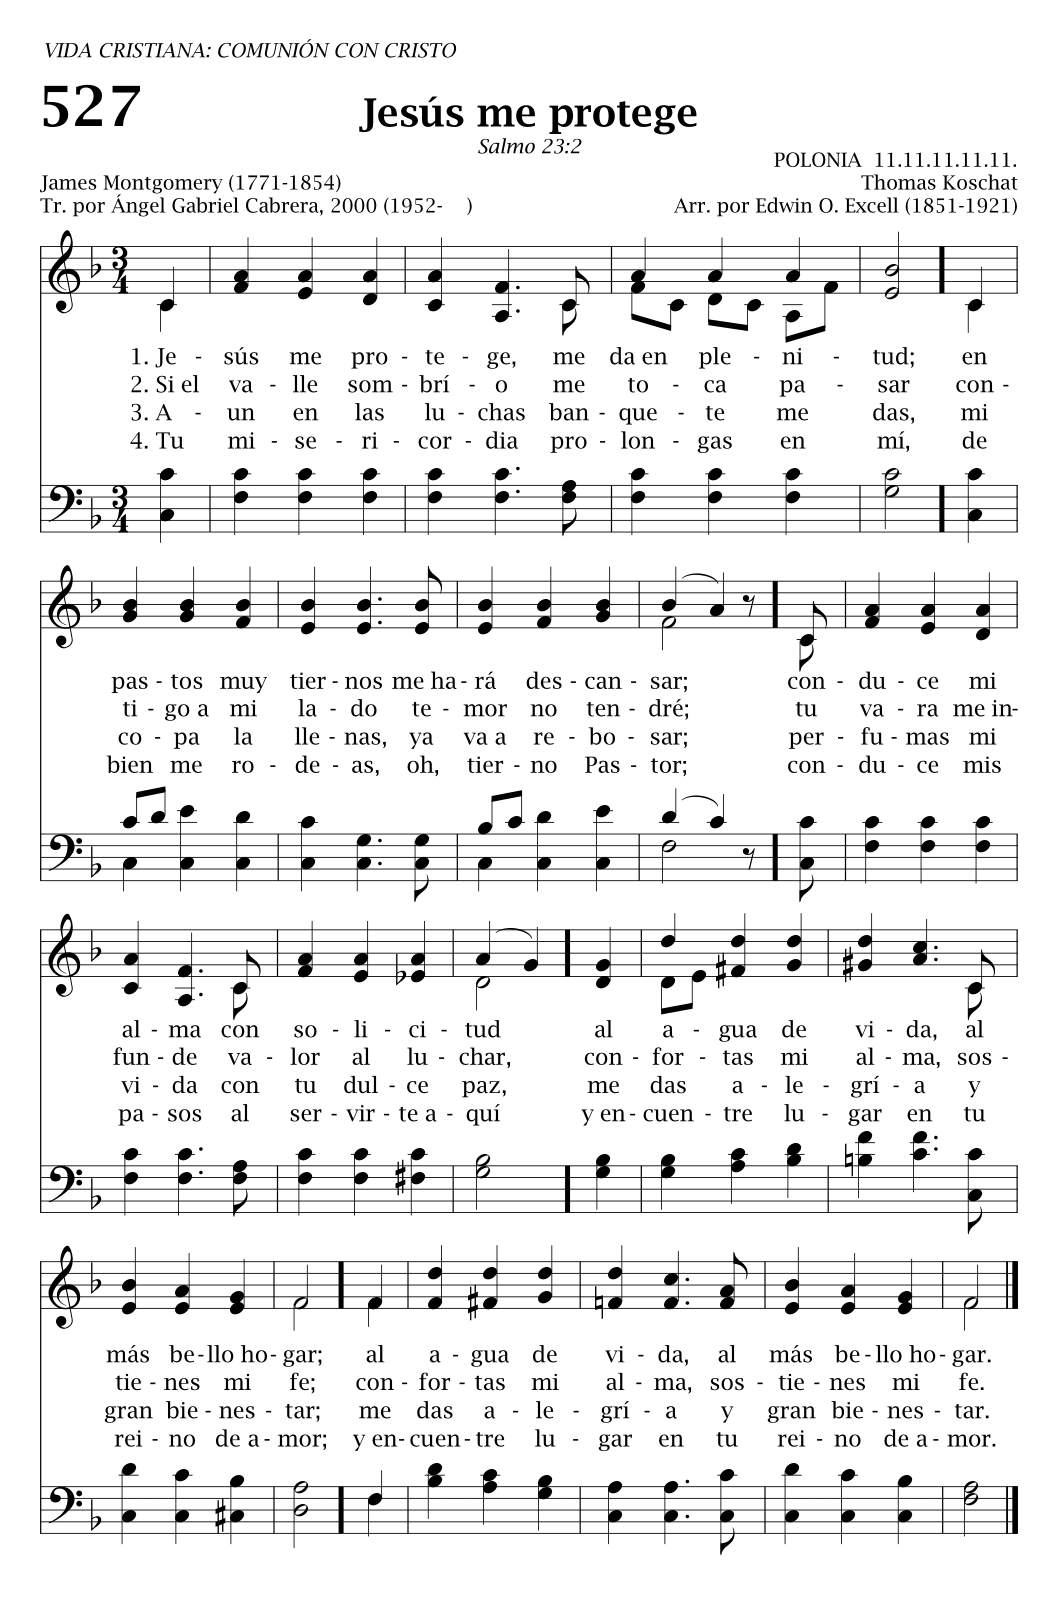 VIDA CRISTIANA: COMUNIÓN CON CRISTO
527
Jesús me protege
Salmo 23:2
POLONIA 11.11.11.11.11.
James Montgomery (1771-1854)
Thomas Koschat
Tr. por Ángel Gabriel Cabrera, 2000 (1952- )
Arr. por Edwin O. Excell (1851-1921)
3 4
1. Je - sús me pro - te - ge, me da en ple - ni - tud; en
2. Si el va - lle som - brí - o me to - ca pa - sar con -
3. A - un en las lu - chas ban - que - te me das, mi
4. Tu mi - se - ri - cor - dia pro - lon - gas en mí, de
3 4
pas - tos muy tier - nos me ha - rá des - can - sar; con - du - ce mi
ti - go a mi la - do te - mor no ten - dré; tu va - ra me in-
co - pa la lle - nas, ya va a re - bo - sar; per - fu - mas mi
bien me ro - de - as, oh, tier - no Pas - tor; con - du - ce mis
al - ma con so - li - ci - tud al a - gua de vi - da, al
fun - de va - lor al lu - char, con - for - tas mi al - ma, sos -
vi - da con tu dul - ce paz, me das a - le - grí - a y
pa - sos al ser - vir - te a - quí y en - cuen - tre lu - gar en tu
más be - llo ho - gar; al a - gua de vi - da, al más be - llo ho - gar.
tie - nes mi fe; con - for - tas mi al - ma, sos - tie - nes mi fe.
gran bie - nes - tar; me das a - le - grí - a y gran bie - nes - tar.
rei - no de a - mor; y en - cuen - tre lu - gar en tu rei - no de a - mor.